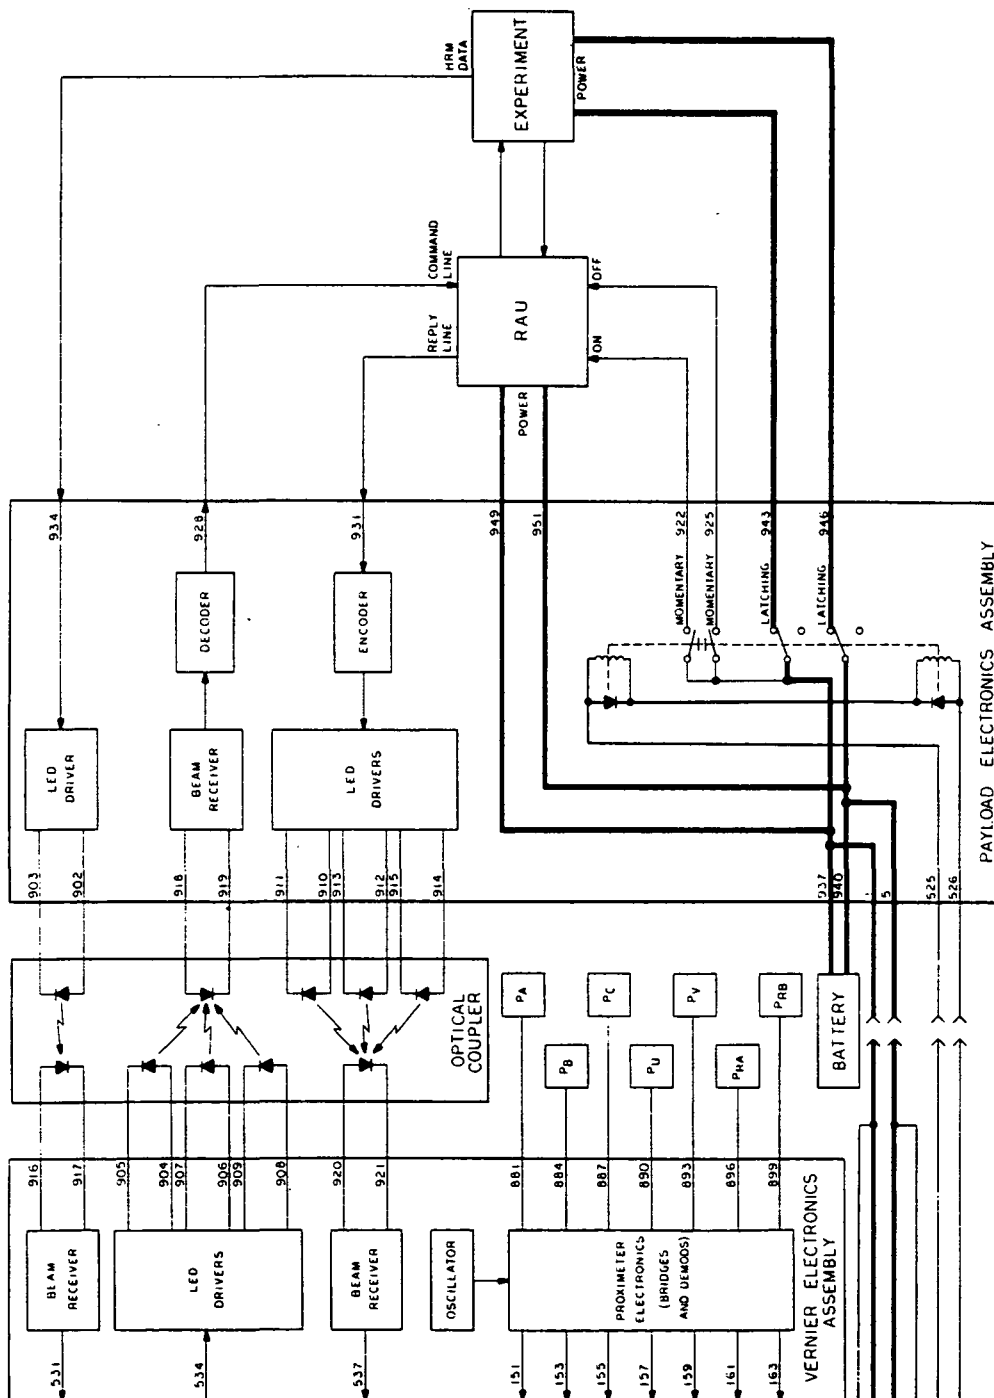 HRM
DATA
EXPERIMENT
POWER
COMMAND
LINE
REPLY
LINE
RAU
OFF
ON
POWER
934
928
931
949
951
922
925
943
946
MOMENTARY
MOMENTARY
LATCHING
LATCHING
DECODER
ENCODER
LED
DRIVER
BEAM
RECEIVER
LED
DRIVERS
PAYLOAD ELECTRONICS ASSEMBLY
903
902
918
919
911
910
913
912
915
914
937
940
5
525
526
OPTICAL
COUPLER
PA
PC
PV
PRB
PB
PU
PHA
BATTERY
916
917
905
904
907
906
909
908
920
921
881
884
887
890
893
896
899
BEAM
RECEIVER
LED
DRIVERS
BEAM
RECEIVER
OSCILLATOR
PROXIMETER
ELECTRONICS
(BRIDGES
AND DEMODS)
VERNIER ELECTRONICS
ASSEMBLY
531
534
537
151
153
155
157
159
161
163